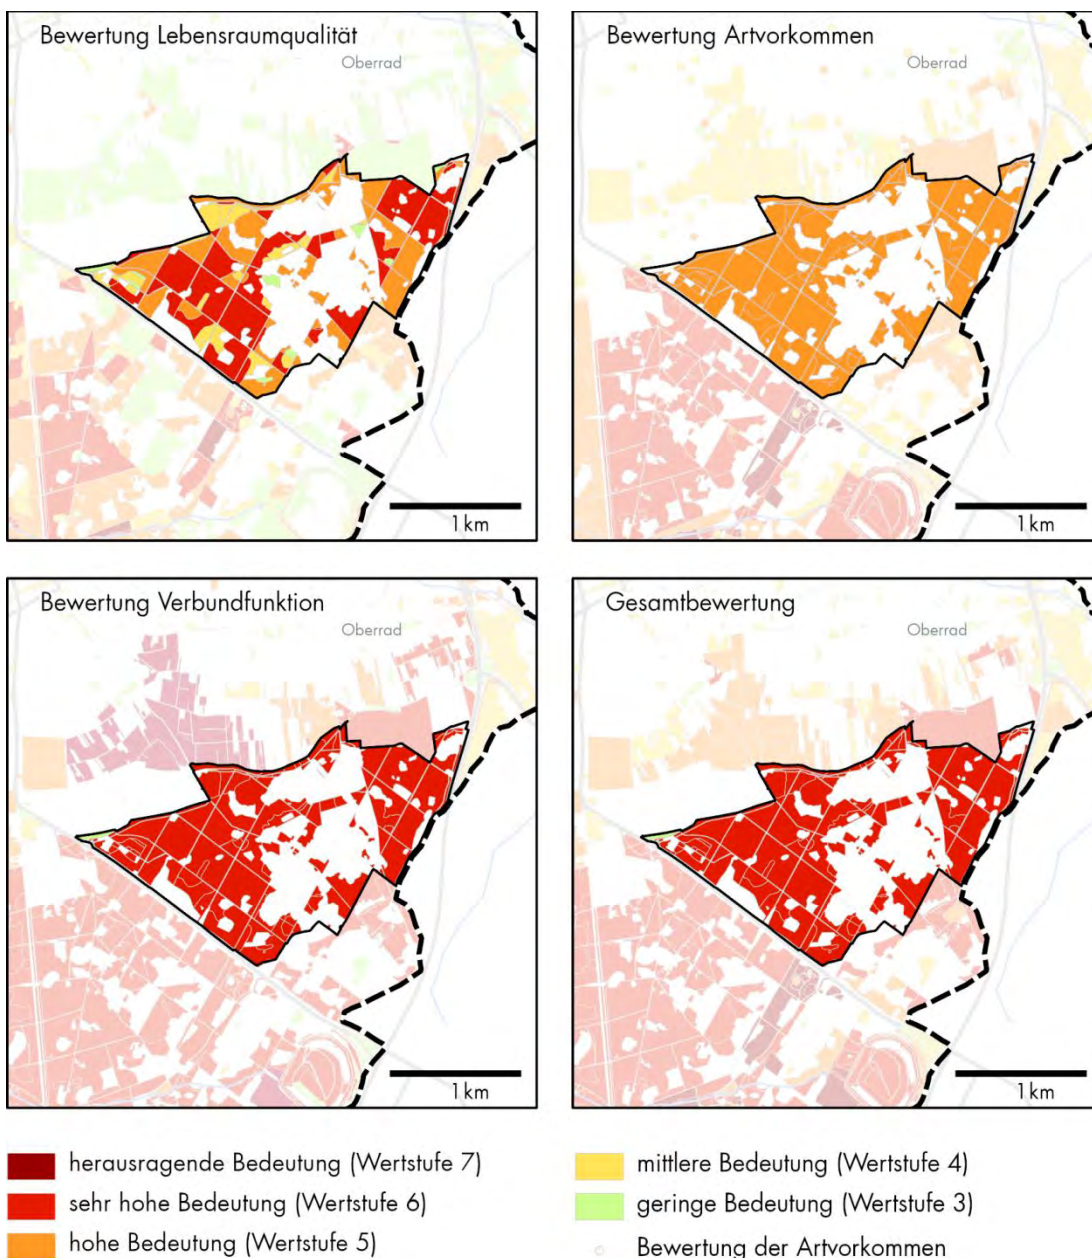 Bewertung Lebensraumqualität
Oberrad
1 km
Bewertung Artvorkommen
Oberrad
1 km
Bewertung Verbundfunktion
Oberrad
1 km
Gesamtbewertung
Oberrad
1 km
herausragende Bedeutung (Wertstufe 7)
sehr hohe Bedeutung (Wertstufe 6)
hohe Bedeutung (Wertstufe 5)
mittlere Bedeutung (Wertstufe 4)
geringe Bedeutung (Wertstufe 3)
Bewertung der Artvorkommen